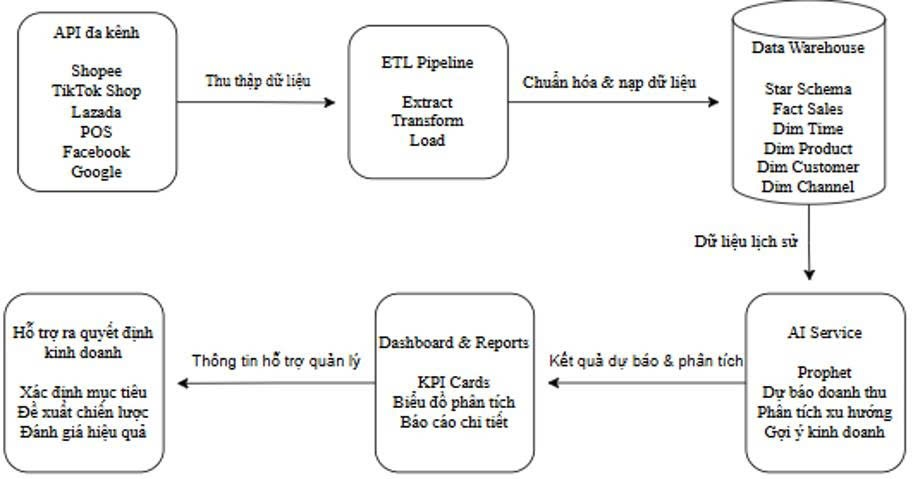 API đa kênh
Shopee
TikTok Shop
Lazada
POS
Facebook
Google
Thu thập dữ liệu
ETL Pipeline
Extract
Transform
Load
Chuẩn hóa & nạp dữ liệu
Data Warehouse
Star Schema
Fact Sales
Dim Time
Dim Product
Dim Customer
Dim Channel
Dữ liệu lịch sử
AI Service
Prophet
Dự báo doanh thu
Phân tích xu hướng
Gợi ý kinh doanh
Kết quả dự báo & phân tích
Dashboard & Reports
KPI Cards
Biểu đồ phân tích
Báo cáo chi tiết
Thông tin hỗ trợ quản lý
Hỗ trợ ra quyết định
kinh doanh
Xác định mục tiêu
Đề xuất chiến lược
Đánh giá hiệu quả